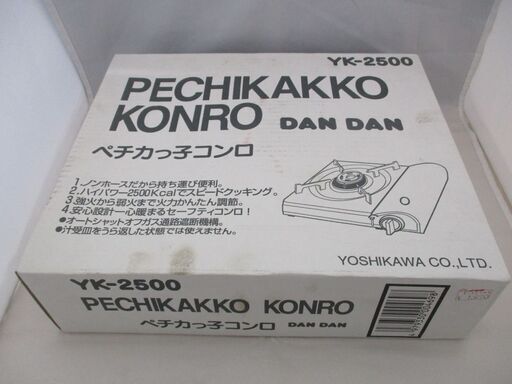 YK-2500
PECHIKAKKO
KONRO DAN DAN
ペチカっ子コンロ
1.ノンホースだから持ち運び便利。
2.ハイパワー2500Kcalでスピードクッキング。
3.強火から弱火まで火力かんたん調節。
4.安心設計一心暖まるセーフティコンロ!
●オートシャットオフガス通路遮断機構。
●汁受皿をうら返した状態では使えません。
YOSHIKAWA CO.,LTD.
YK-2500
PECHIKAKKO KONRO
ペチカっ子コンロ DAN DAN